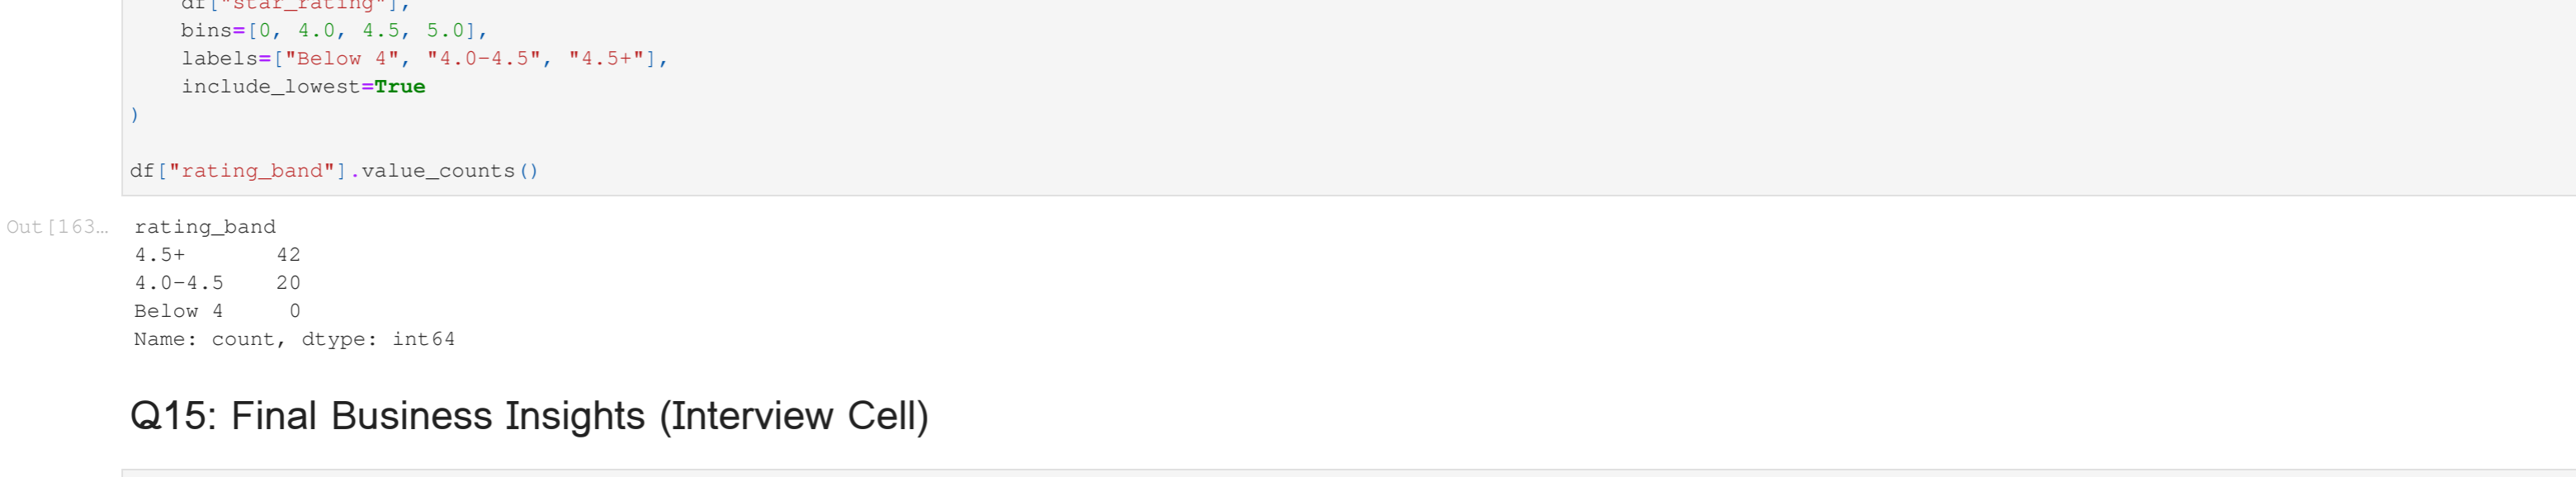 df["star_rating"],
bins=[0, 4.0, 4.5, 5.0],
labels=["Below 4", "4.0-4.5", "4.5+"],
include_lowest=True
)
df["rating_band"].value_counts()
Out[163…
rating_band
4.5+ 42
4.0-4.5 20
Below 4 0
Name: count, dtype: int64
Q15: Final Business Insights (Interview Cell)